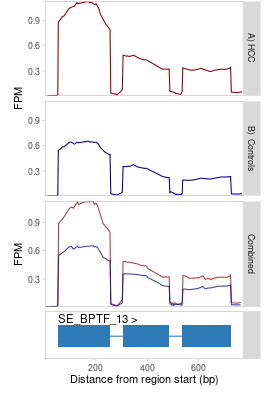 0.9
0.6
0.3
A) HCC
FPM
0.9
0.6
0.3
B) Controls
0.9
0.6
0.3
Combined
FPM
SE_BPTF_13 >
200
400
600
Distance from region start (bp)